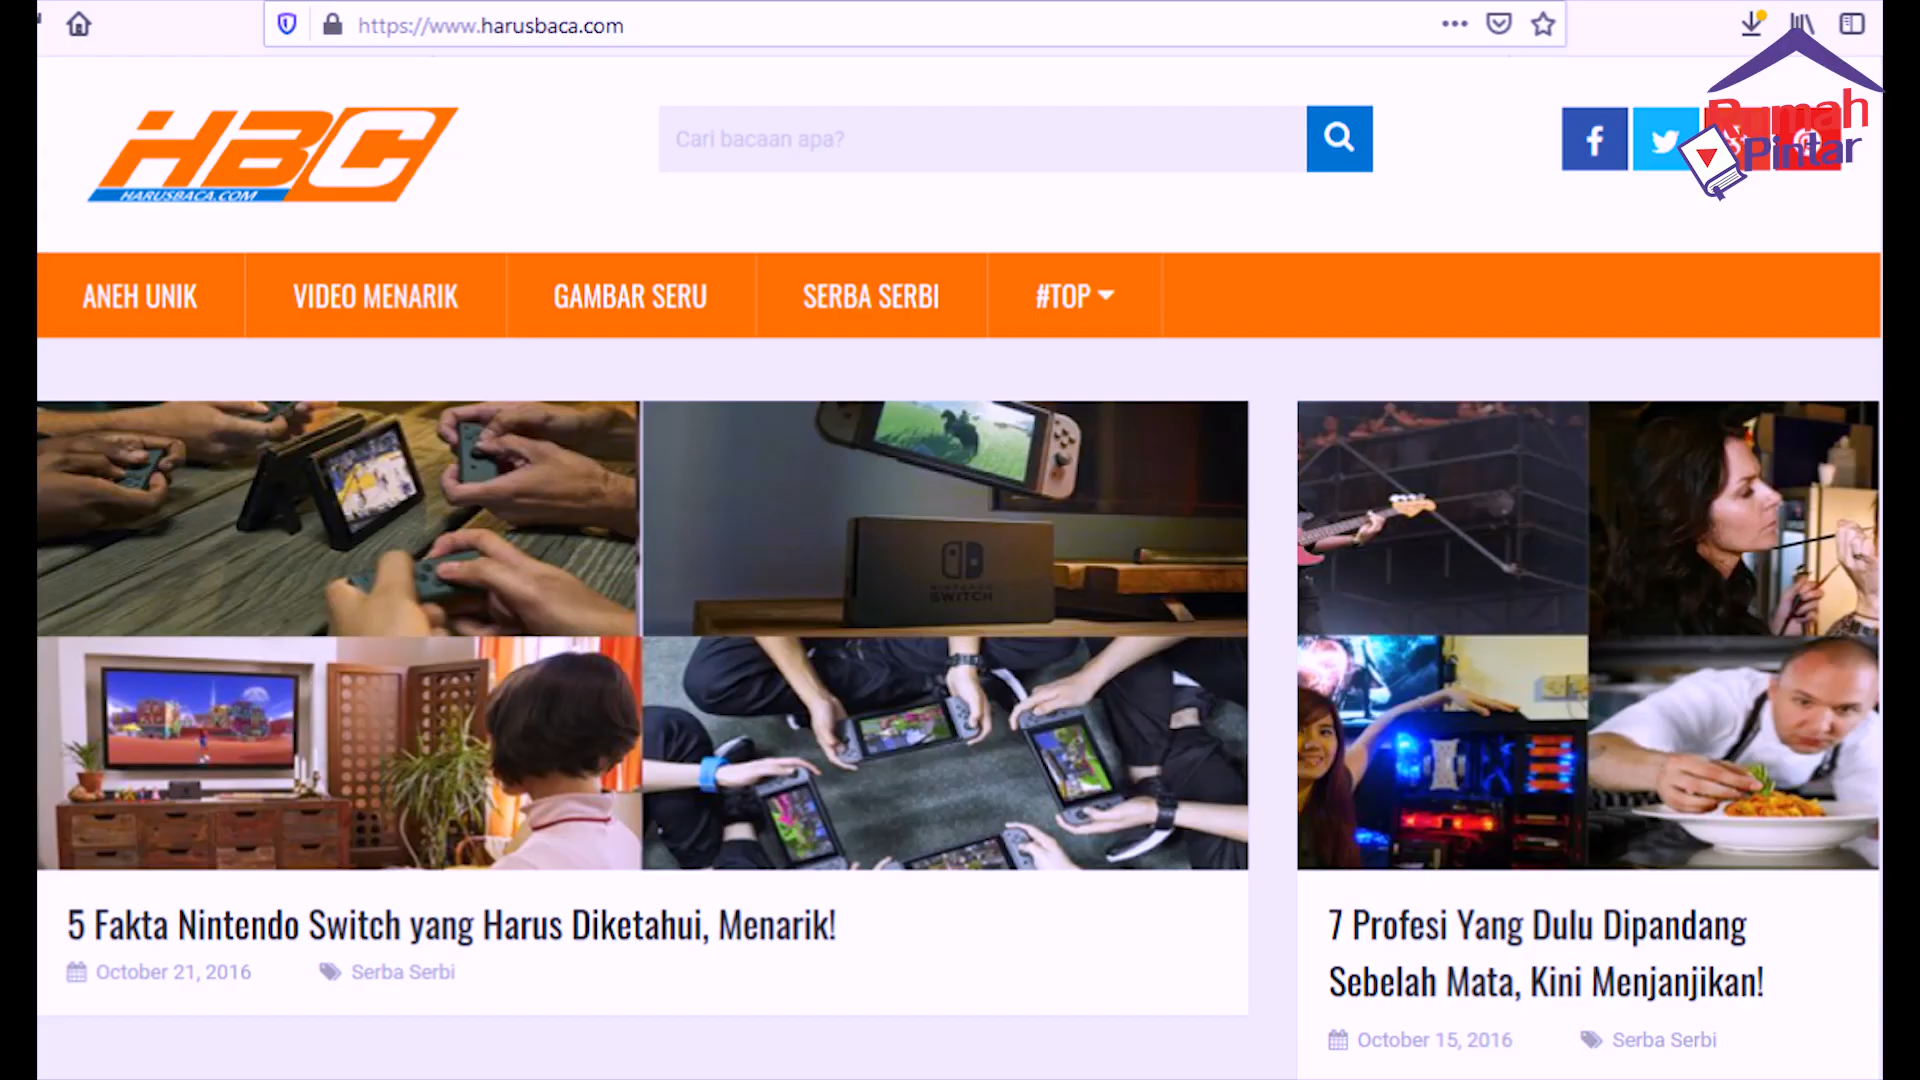 https://www.harusbaca.com
HBC
HARUSBACA.COM
Cari bacaan apa?
Rumah
Pintar
ANEH UNIK
VIDEO MENARIK
GAMBAR SERU
SERBA SERBI
#TOP
NINTENDO
SWITCH
5 Fakta Nintendo Switch yang Harus Diketahui, Menarik!
October 21, 2016
Serba Serbi
7 Profesi Yang Dulu Dipandang
Sebelah Mata, Kini Menjanjikan!
October 15, 2016
Serba Serbi